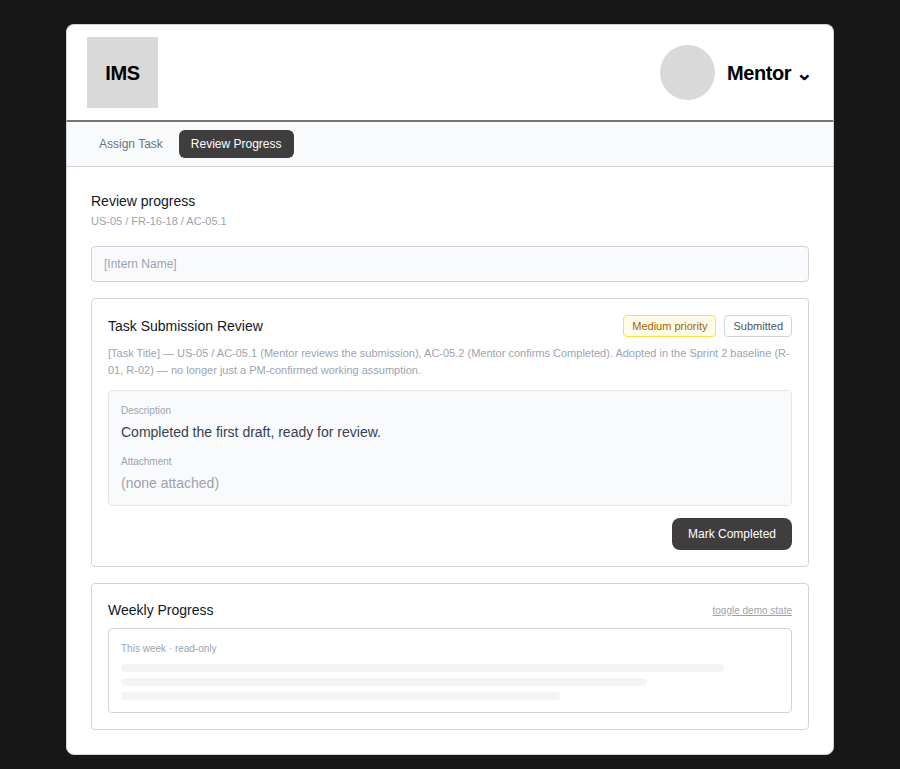 IMS
Mentor
Assign Task
Review Progress
Review progress
US-05 / FR-16-18 / AC-05.1
[Intern Name]
Task Submission Review
Medium priority
Submitted
[Task Title] — US-05 / AC-05.1 (Mentor reviews the submission), AC-05.2 (Mentor confirms Completed). Adopted in the Sprint 2 baseline (R-
01, R-02) — no longer just a PM-confirmed working assumption.
Description
Completed the first draft, ready for review.
Attachment
(none attached)
Mark Completed
Weekly Progress
toggle demo state
This week · read-only